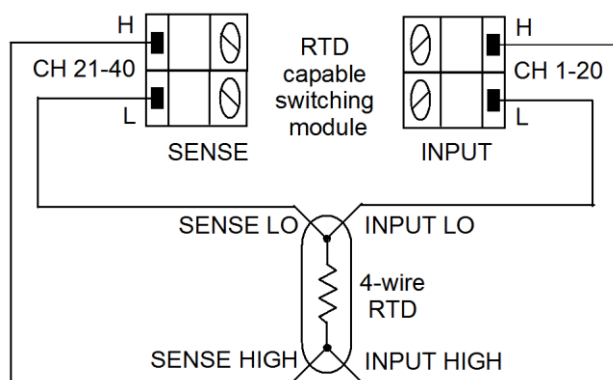 H
CH 21-40
L
SENSE
RTD
capable
switching
module
H
CH 1-20
L
INPUT
SENSE LO
INPUT LO
4-wire
RTD
SENSE HIGH
INPUT HIGH